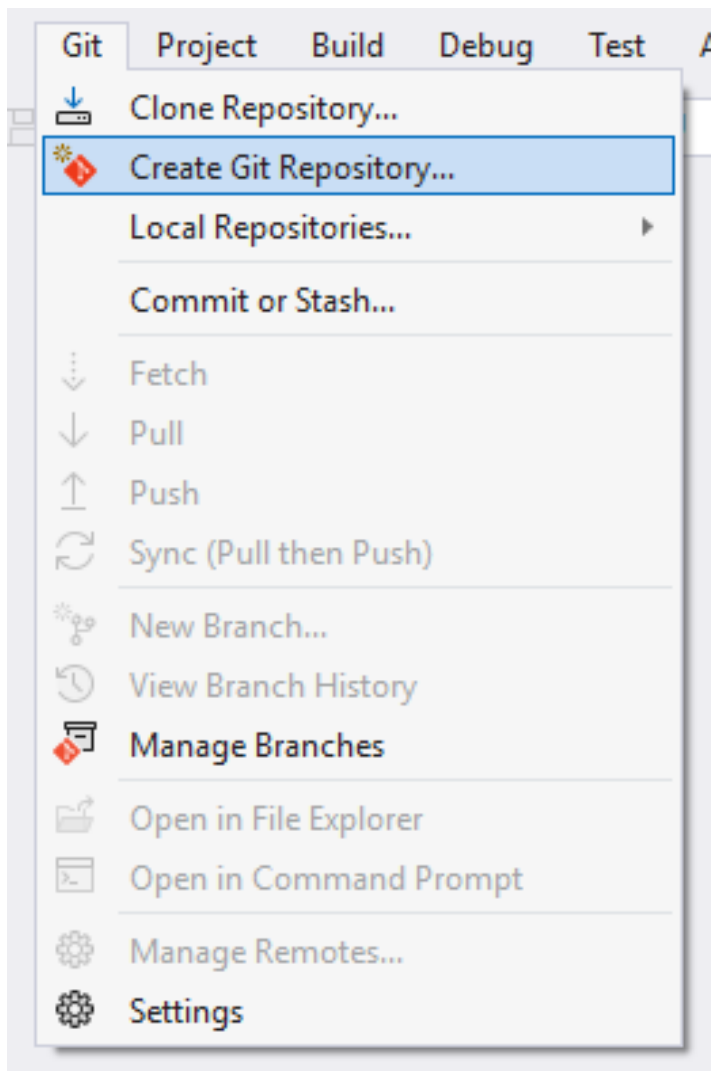 Git Project Build Debug Test
Clone Repository...
Create Git Repository...
Local Repositories...
Commit or Stash...
Fetch
Pull
Push
Sync (Pull then Push)
New Branch...
View Branch History
Manage Branches
Open in File Explorer
Open in Command Prompt
Manage Remotes...
Settings